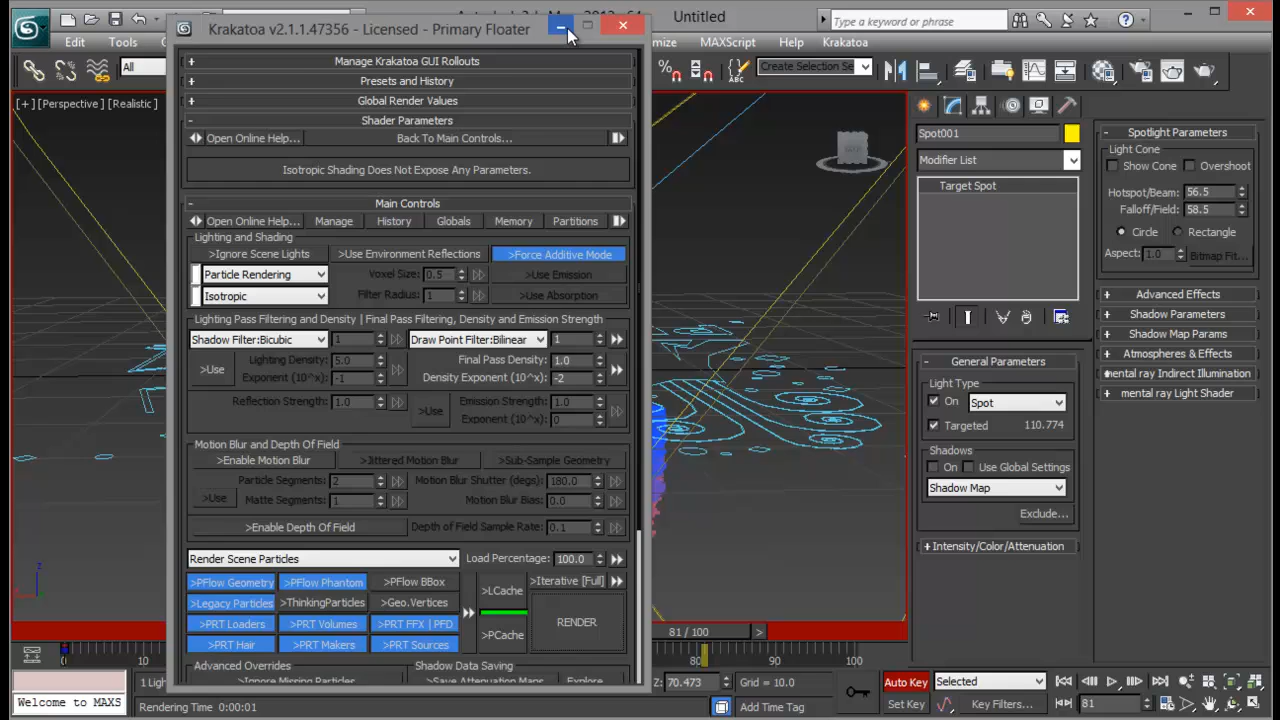 Untitled
Type a keyword or phrase
Krakatoa v2.1.1.47356 - Licensed - Primary Floater
Edit Tools MAXScript Help Krakatoa
All
Create Selection Se
[+] [Perspective] [Realistic]
+ Manage Krakatoa GUI Rollouts
+ Presets and History
+ Global Render Values
- Shader Parameters
Open Online Help... Back To Main Controls...
Isotropic Shading Does Not Expose Any Parameters.
- Main Controls
Open Online Help... Manage History Globals Memory Partitions
Lighting and Shading
>Ignore Scene Lights >Use Environment Reflections >Force Additive Mode
Particle Rendering Voxel Size: 0.5 >Use Emission
Isotropic Filter Radius: 1 >Use Absorption
Lighting Pass Filtering and Density | Final Pass Filtering, Density and Emission Strength
Shadow Filter:Bicubic 1 Draw Point Filter:Bilinear 1
>Use Lighting Density: 5.0 Final Pass Density: 1.0
Exponent (10^x): -1 Density Exponent (10^x): -2
Reflection Strength: 1.0 >Use Emission Strength: 1.0
Exponent (10^x): 0
Motion Blur and Depth Of Field
>Enable Motion Blur >Jittered Motion Blur >Sub-Sample Geometry
Particle Segments: 2 Motion Blur Shutter (degs): 180.0
>Use Matte Segments: 1 Motion Blur Bias: 0.0
>Enable Depth Of Field Depth of Field Sample Rate: 0.1
Render Scene Particles Load Percentage: 100.0
>PFlow Geometry >PFlow Phantom >PFlow BBox >LCache >Iterative [Full]
>Legacy Particles >ThinkingParticles >Geo.Vertices
>PRT Loaders >PRT Volumes >PRT FFX | PFD >PCache RENDER
>PRT Hair >PRT Makers >PRT Sources
Advanced Overrides Shadow Data Saving
>Ignore Missing Particles >Save Attenuation Maps Explore
Spot001
Modifier List
Target Spot
- General Parameters
Light Type
On Spot
Targeted 110.774
Shadows
On Use Global Settings
Shadow Map
Exclude...
+ Intensity/Color/Attenuation
- Spotlight Parameters
Light Cone
Show Cone Overshoot
Hotspot/Beam: 56.5
Falloff/Field: 58.5
Circle Rectangle
Aspect: 1.0 Bitmap Fit...
+ Advanced Effects
+ Shadow Parameters
+ Shadow Map Params
+ Atmospheres & Effects
mental ray Indirect Illumination
+ mental ray Light Shader
81 / 100 >
10 80 90 100
1 Light Z: 70.473 Grid = 10.0 Auto Key Selected
Welcome to MAXS Rendering Time 0:00:01 Add Time Tag Set Key Key Filters... 81